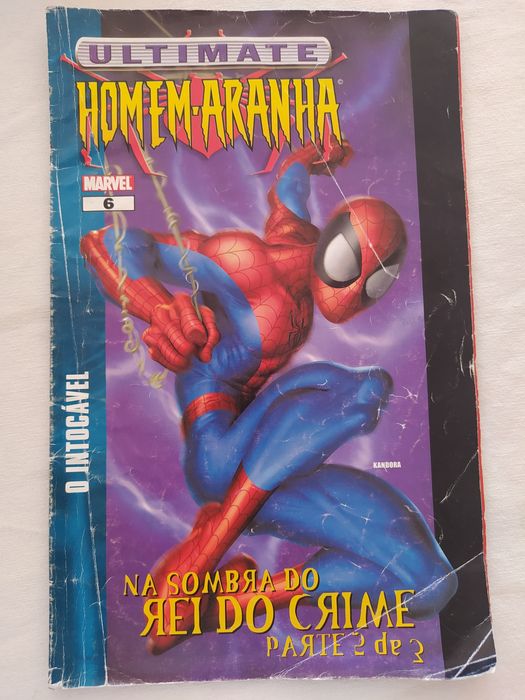 ULTIMATE
HOMEM-ARANHA
©
MARVEL
6
O INTOCÁVEL
KANDORA
NA SOMBRA DO
REI DO CRIME
PARTE 2 de 3